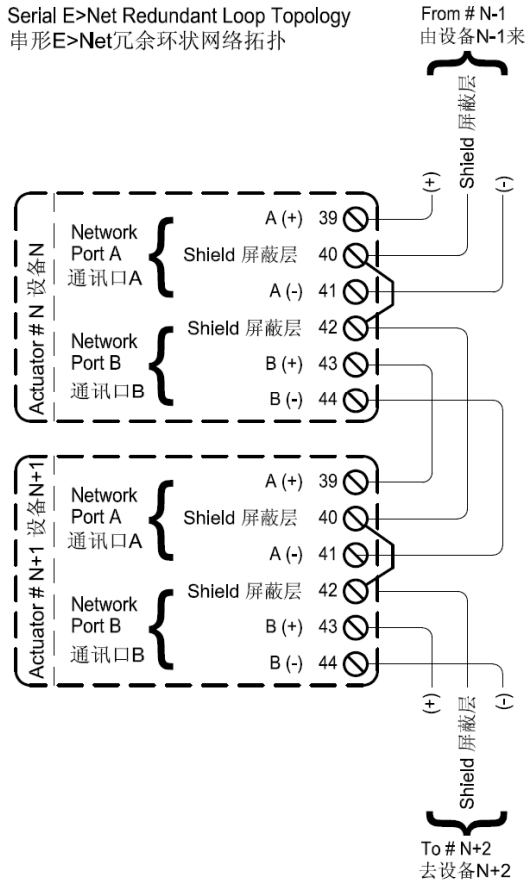 Serial E>Net Redundant Loop Topology
串形E>Net冗余环状网络拓扑
From # N-1
由设备N-1来
(+)
Shield 屏蔽层
(-)
Actuator # N 设备N
Network
Port A
通讯口A
A (+) 39
Shield 屏蔽层 40
A (-) 41
Network
Port B
通讯口B
Shield 屏蔽层 42
B (+) 43
B (-) 44
Actuator # N+1 设备N+1
Network
Port A
通讯口A
A (+) 39
Shield 屏蔽层 40
A (-) 41
Network
Port B
通讯口B
Shield 屏蔽层 42
B (+) 43
B (-) 44
(+)
Shield 屏蔽层
(-)
To # N+2
去设备N+2